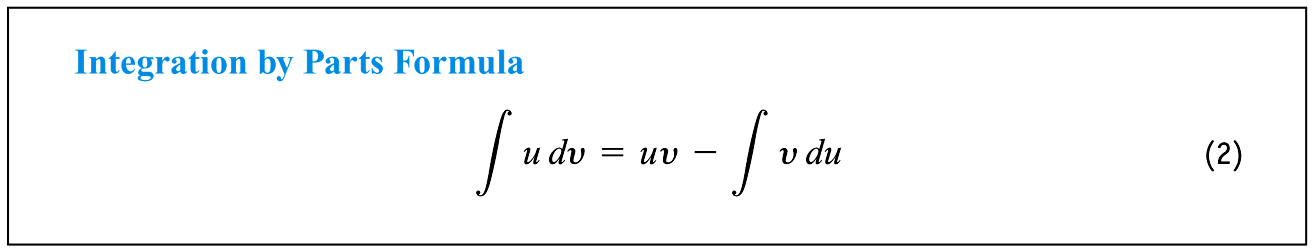 Integration by Parts Formula
∫ u dv = uv − ∫ v du (2)